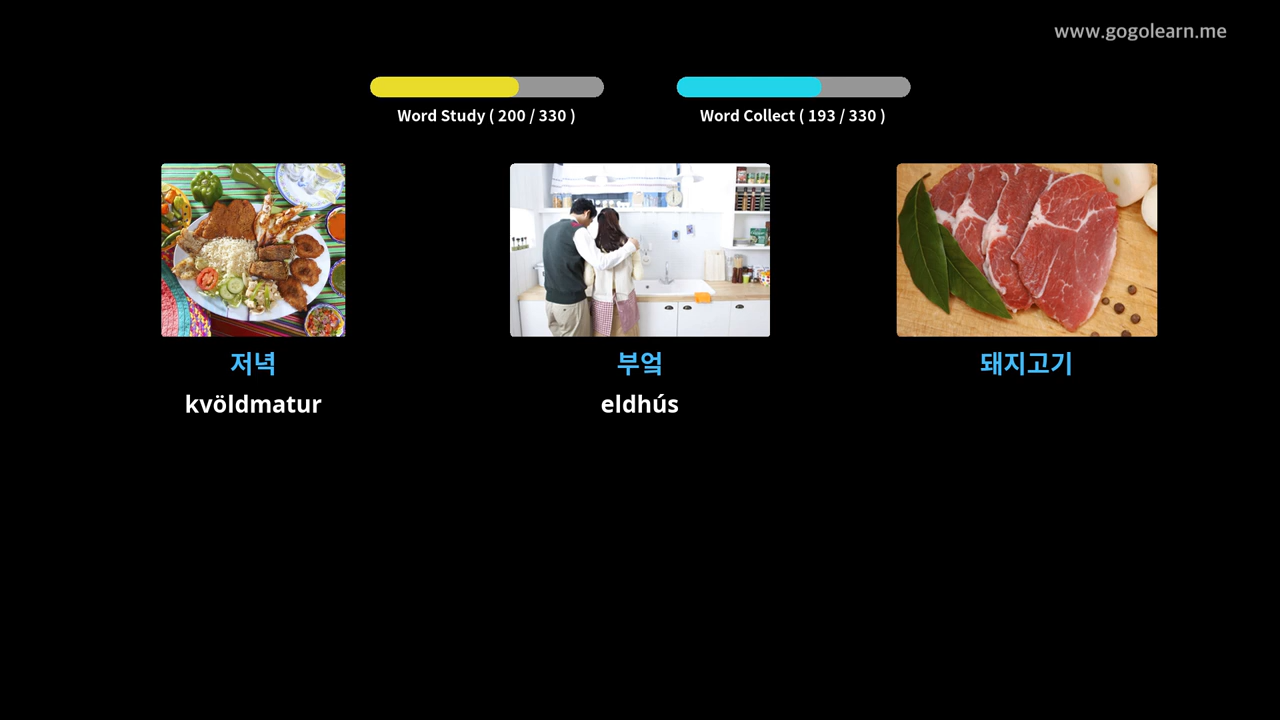 www.gogolearn.me
Word Study ( 200 / 330 )
Word Collect ( 193 / 330 )
저녁
부엌
돼지고기
kvöldmatur
eldhús